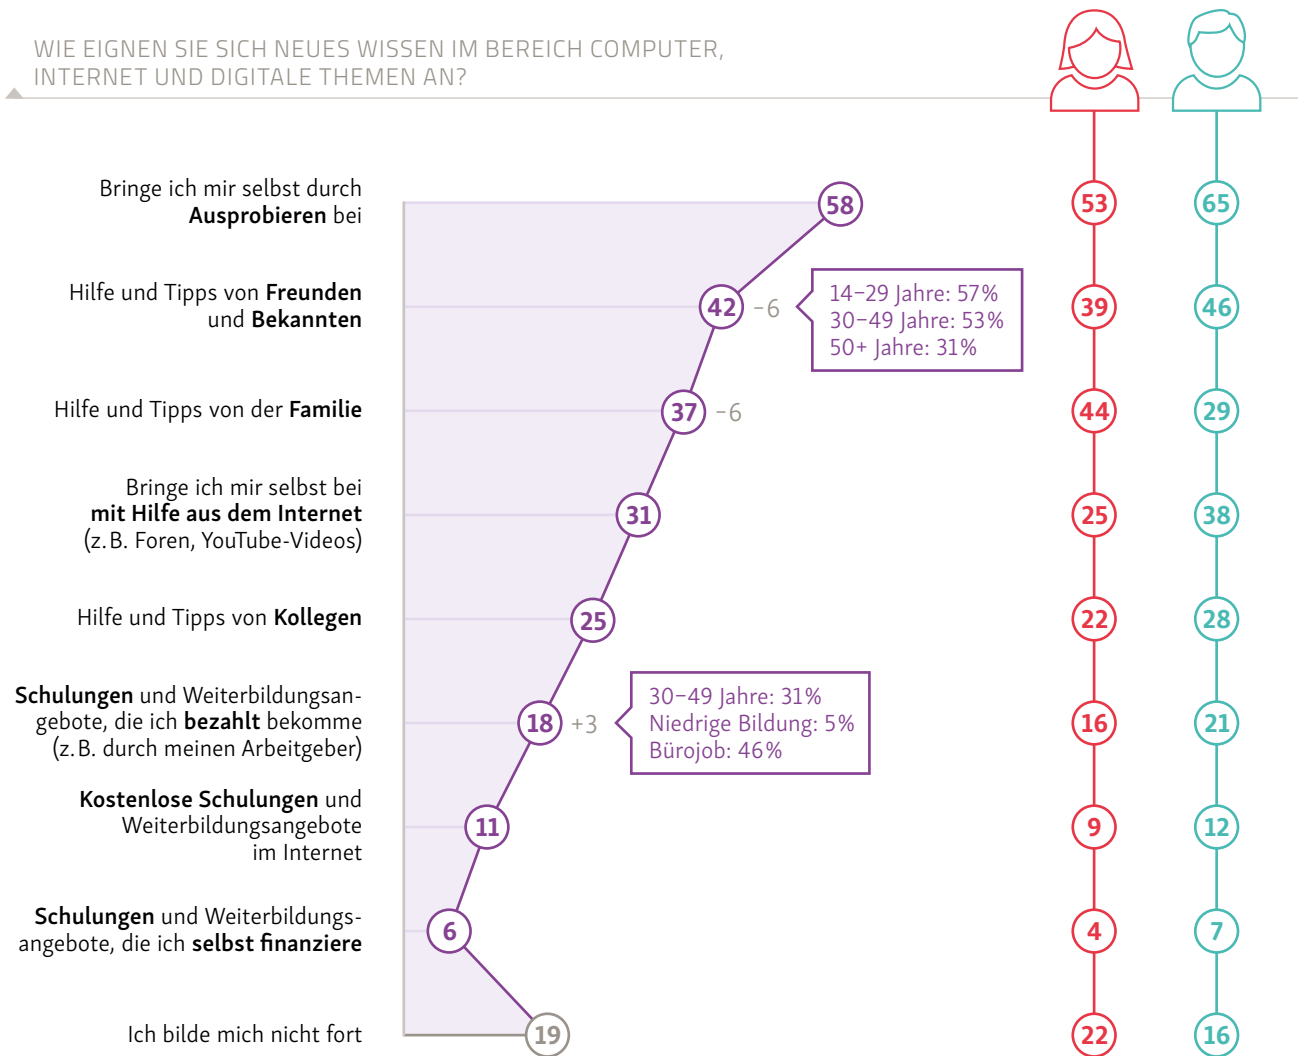 WIE EIGNEN SIE SICH NEUES WISSEN IM BEREICH COMPUTER,
INTERNET UND DIGITALE THEMEN AN?
Bringe ich mir selbst durch
Ausprobieren bei
58
53
65
Hilfe und Tipps von Freunden
und Bekannten
42
−6
14–29 Jahre: 57%
30–49 Jahre: 53%
50+ Jahre: 31%
39
46
Hilfe und Tipps von der Familie
37
−6
44
29
Bringe ich mir selbst bei
mit Hilfe aus dem Internet
(z.B. Foren, YouTube-Videos)
31
25
38
Hilfe und Tipps von Kollegen
25
22
28
Schulungen und Weiterbildungsan-
gebote, die ich bezahlt bekomme
(z.B. durch meinen Arbeitgeber)
18
+3
30–49 Jahre: 31%
Niedrige Bildung: 5%
Bürojob: 46%
16
21
Kostenlose Schulungen und
Weiterbildungsangebote
im Internet
11
9
12
Schulungen und Weiterbildungs-
angebote, die ich selbst finanziere
6
4
7
Ich bilde mich nicht fort
19
22
16